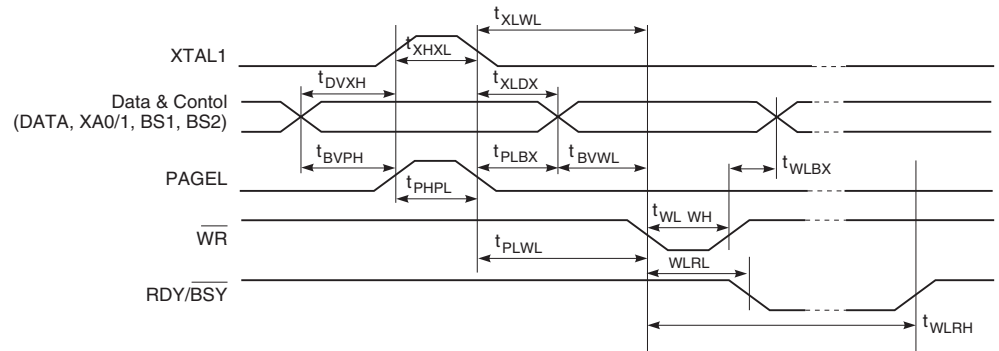 tXLWL
XTAL1
tXHXL
tDVXH
tXLDX
Data & Contol
(DATA, XA0/1, BS1, BS2)
tBVPH
tPLBX
tBVWL
tWLBX
PAGEL
tPHPL
tWL WH
WR
tPLWL
WLRL
RDY/BSY
tWLRH